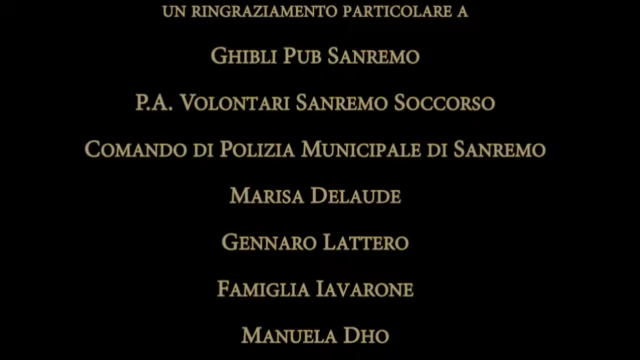 UN RINGRAZIAMENTO PARTICOLARE A
GHIBLI PUB SANREMO
P.A. VOLONTARI SANREMO SOCCORSO
COMANDO DI POLIZIA MUNICIPALE DI SANREMO
MARISA DELAUDE
GENNARO LATTERO
FAMIGLIA IAVARONE
MANUELA DHO